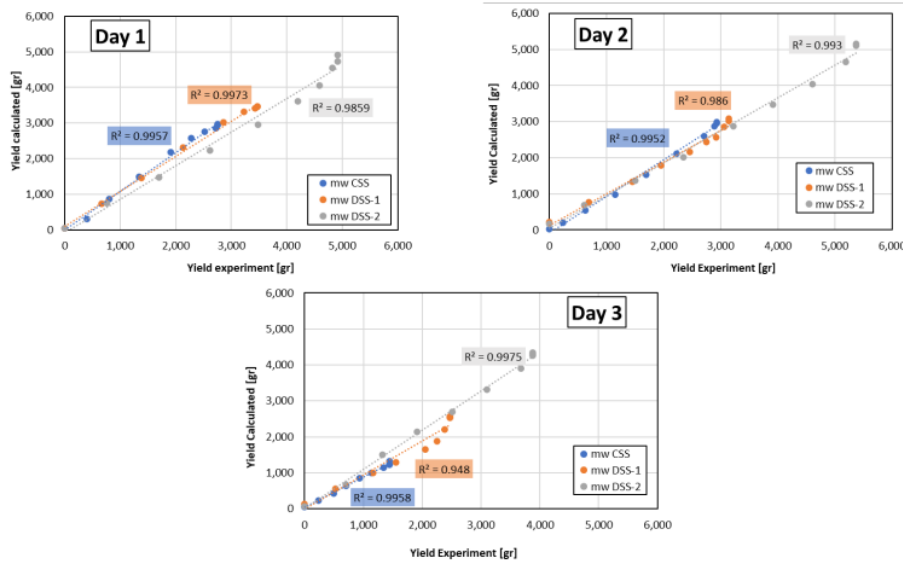 Day 1
6,000
5,000
4,000
3,000
2,000
1,000
0
Yield calculated [gr]
R² = 0.9973
R² = 0.9859
R² = 0.9957
mw CSS
mw DSS-1
mw DSS-2
0 1,000 2,000 3,000 4,000 5,000 6,000
Yield experiment [gr]
Day 2
6,000
5,000
4,000
3,000
2,000
1,000
0
Yield Calculated [gr]
R² = 0.993
R² = 0.986
R² = 0.9952
mw CSS
mw DSS-1
mw DSS-2
0 1,000 2,000 3,000 4,000 5,000 6,000
Yield Experiment [gr]
Day 3
6,000
5,000
4,000
3,000
2,000
1,000
0
Yield Calculated [gr]
R² = 0.9975
R² = 0.948
R² = 0.9958
mw CSS
mw DSS-1
mw DSS-2
0 1,000 2,000 3,000 4,000 5,000 6,000
Yield Experiment [gr]